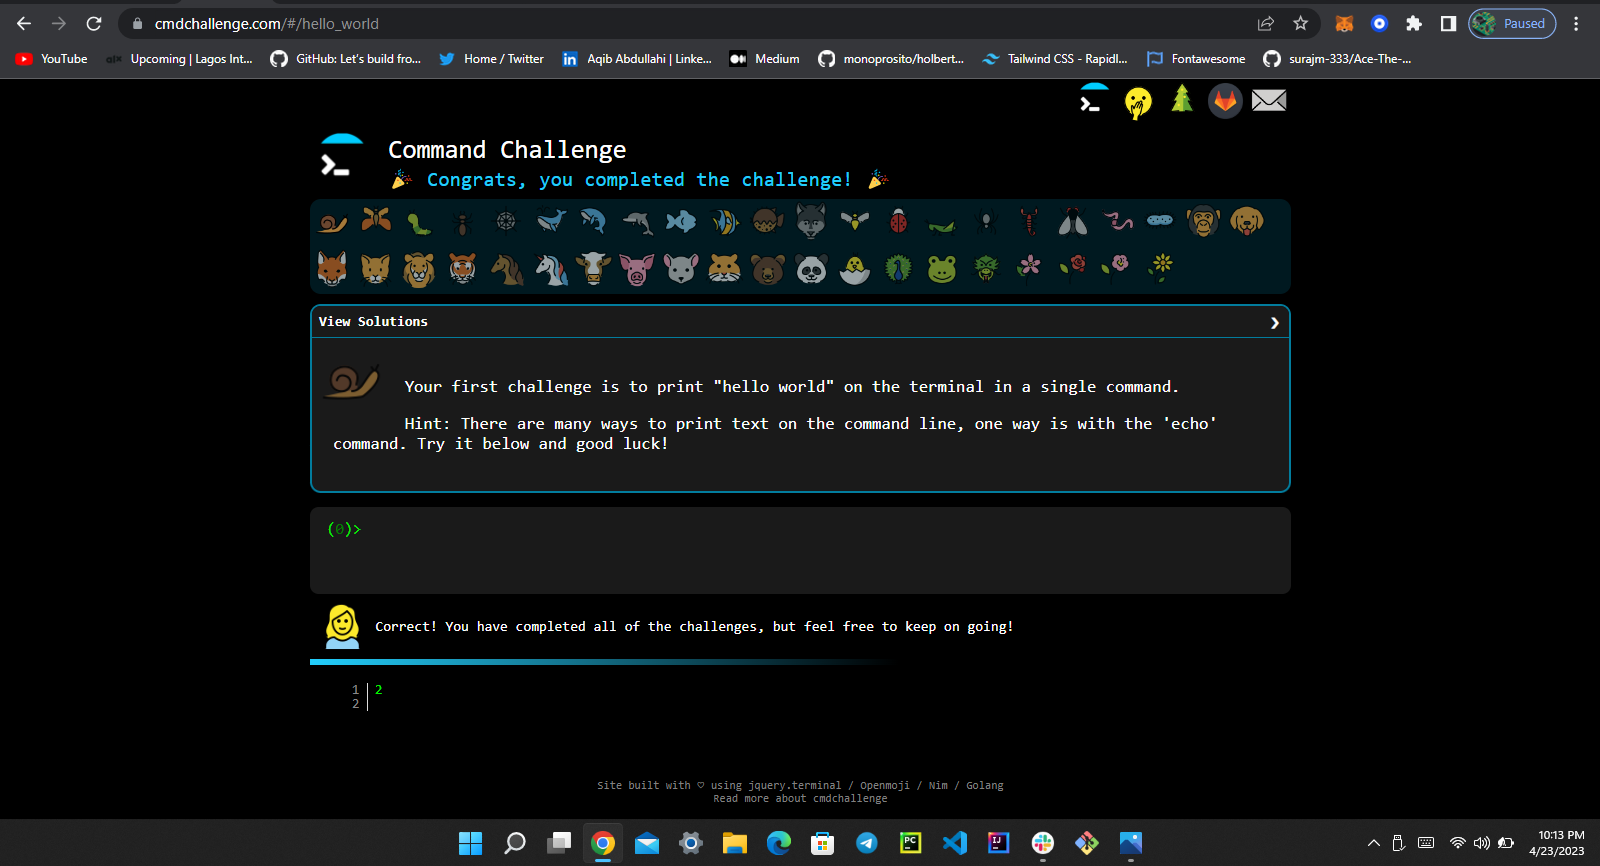 cmdchallenge.com/#/hello_world
Paused
YouTube
alx Upcoming | Lagos Int...
GitHub: Let's build fro...
Home / Twitter
in Aqib Abdullahi | Linke...
Medium
monoprosito/holbert...
Tailwind CSS - Rapidl...
Fontawesome
surajm-333/Ace-The-...
Command Challenge
Congrats, you completed the challenge!
View Solutions
Your first challenge is to print "hello world" on the terminal in a single command.
Hint: There are many ways to print text on the command line, one way is with the 'echo'
command. Try it below and good luck!
(0)>
Correct! You have completed all of the challenges, but feel free to keep on going!
1 2
2
Site built with ♡ using jquery.terminal / Openmoji / Nim / Golang
Read more about cmdchallenge
PC
IJ
10:13 PM
4/23/2023